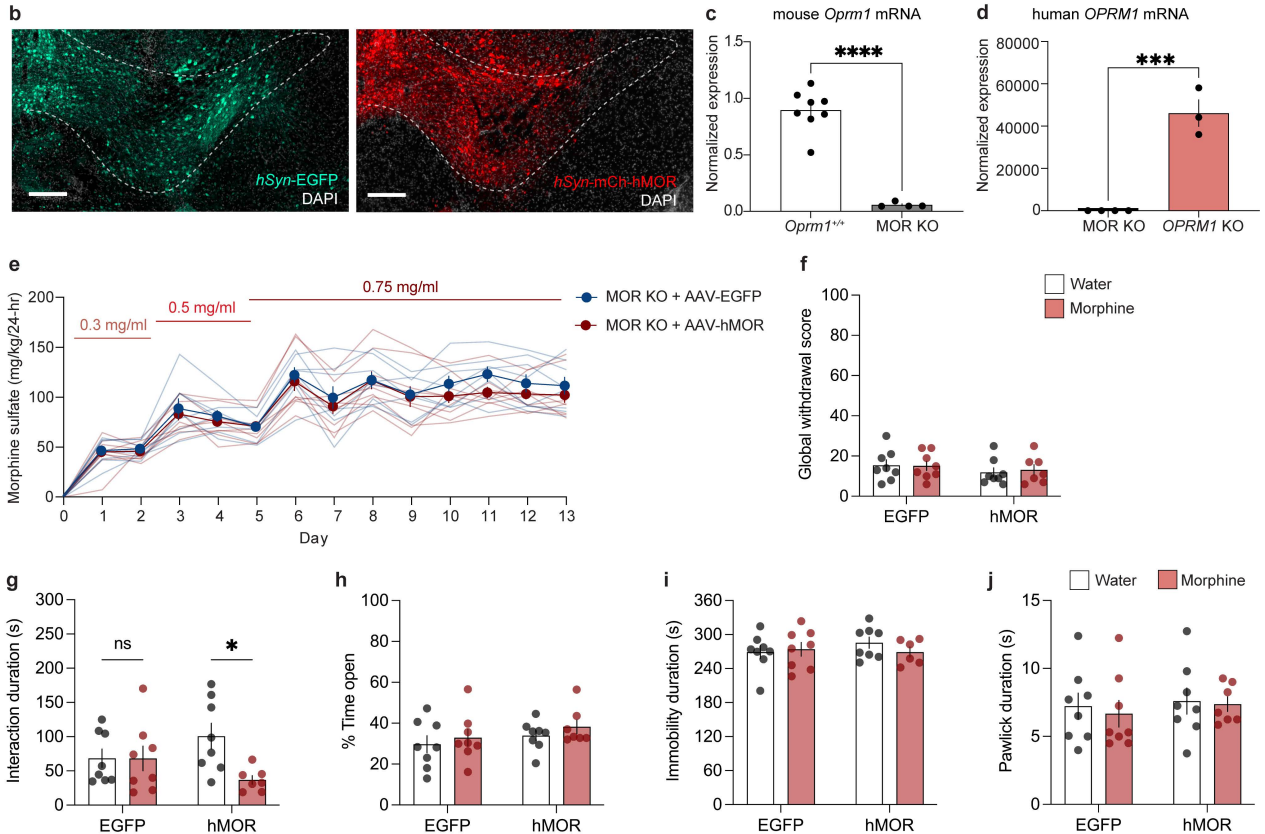 b
hSyn-EGFP
DAPI
hSyn-mCh-hMOR
DAPI
c
mouse Oprm1 mRNA
Normalized expression
1.5
1.0
0.5
0.0
****
Oprm1+/+
MOR KO
d
human OPRM1 mRNA
Normalized expression
80000
60000
40000
20000
0
***
MOR KO
OPRM1 KO
e
Morphine sulfate (mg/kg/24-hr)
200
150
100
50
0
0.3 mg/ml
0.5 mg/ml
0.75 mg/ml
MOR KO + AAV-EGFP
MOR KO + AAV-hMOR
0 1 2 3 4 5 6 7 8 9 10 11 12 13
Day
f
Water
Morphine
Global withdrawal score
100
80
60
40
20
0
EGFP
hMOR
g
Interaction duration (s)
300
250
200
150
100
50
0
ns
*
EGFP
hMOR
h
% Time open
100
80
60
40
20
0
EGFP
hMOR
i
Immobility duration (s)
360
300
240
180
120
60
0
EGFP
hMOR
j
Water
Morphine
Pawlick duration (s)
15
10
5
0
EGFP
hMOR